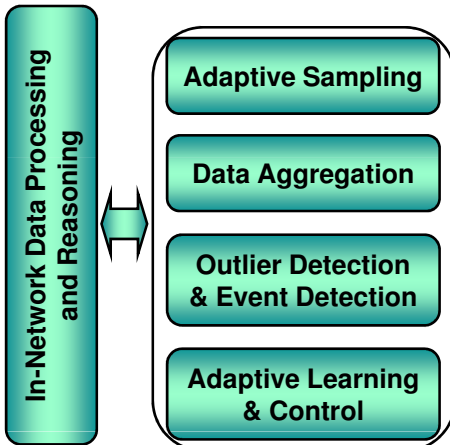 In-Network Data Processing
and Reasoning
Adaptive Sampling
Data Aggregation
Outlier Detection
& Event Detection
Adaptive Learning
& Control